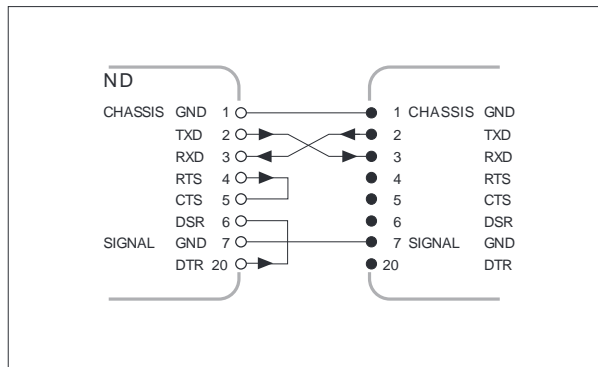 ND
CHASSIS GND 1 1 CHASSIS GND
TXD 2 2 TXD
RXD 3 3 RXD
RTS 4 4 RTS
CTS 5 5 CTS
DSR 6 6 DSR
SIGNAL GND 7 7 SIGNAL GND
DTR 20 20 DTR